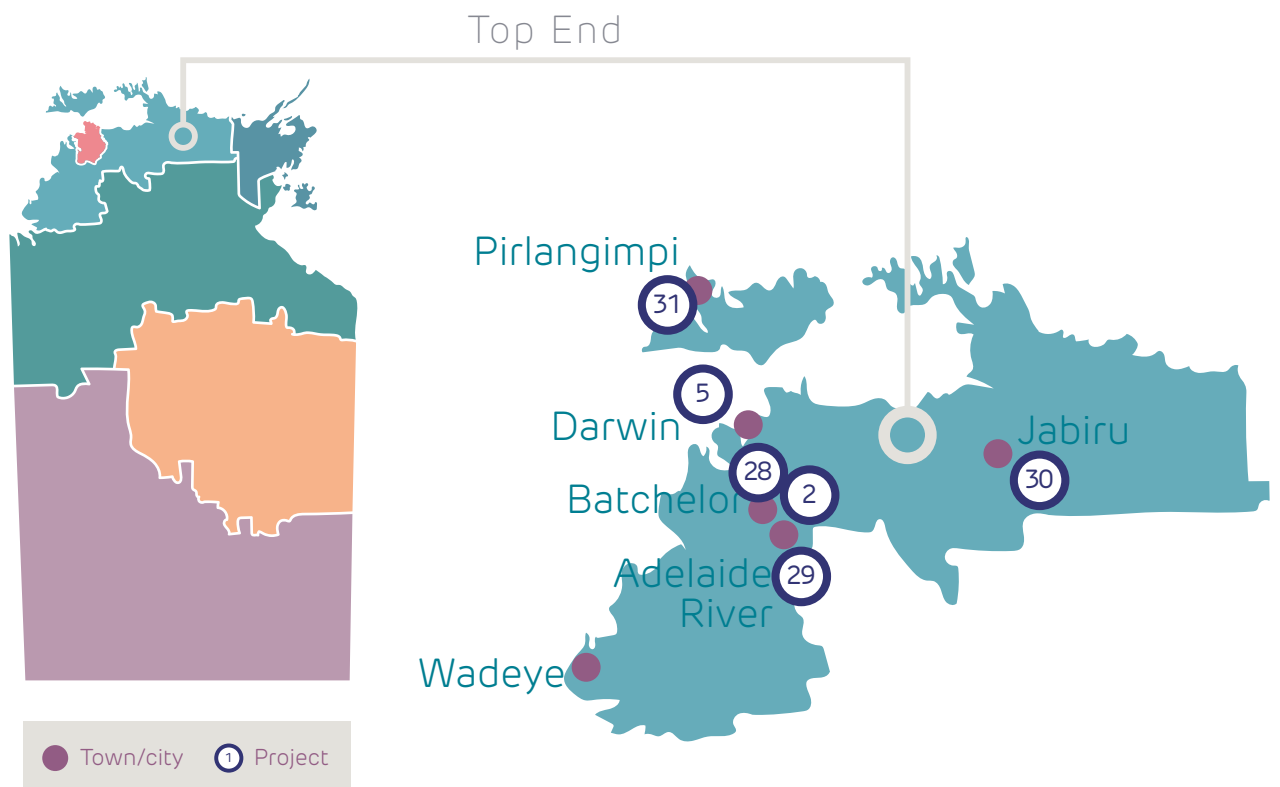 Top End
Pirlangimpi
31
5
Darwin
Jabiru
28
30
2
Batchelor
Adelaide
29
River
Wadeye
Town/city
1
Project